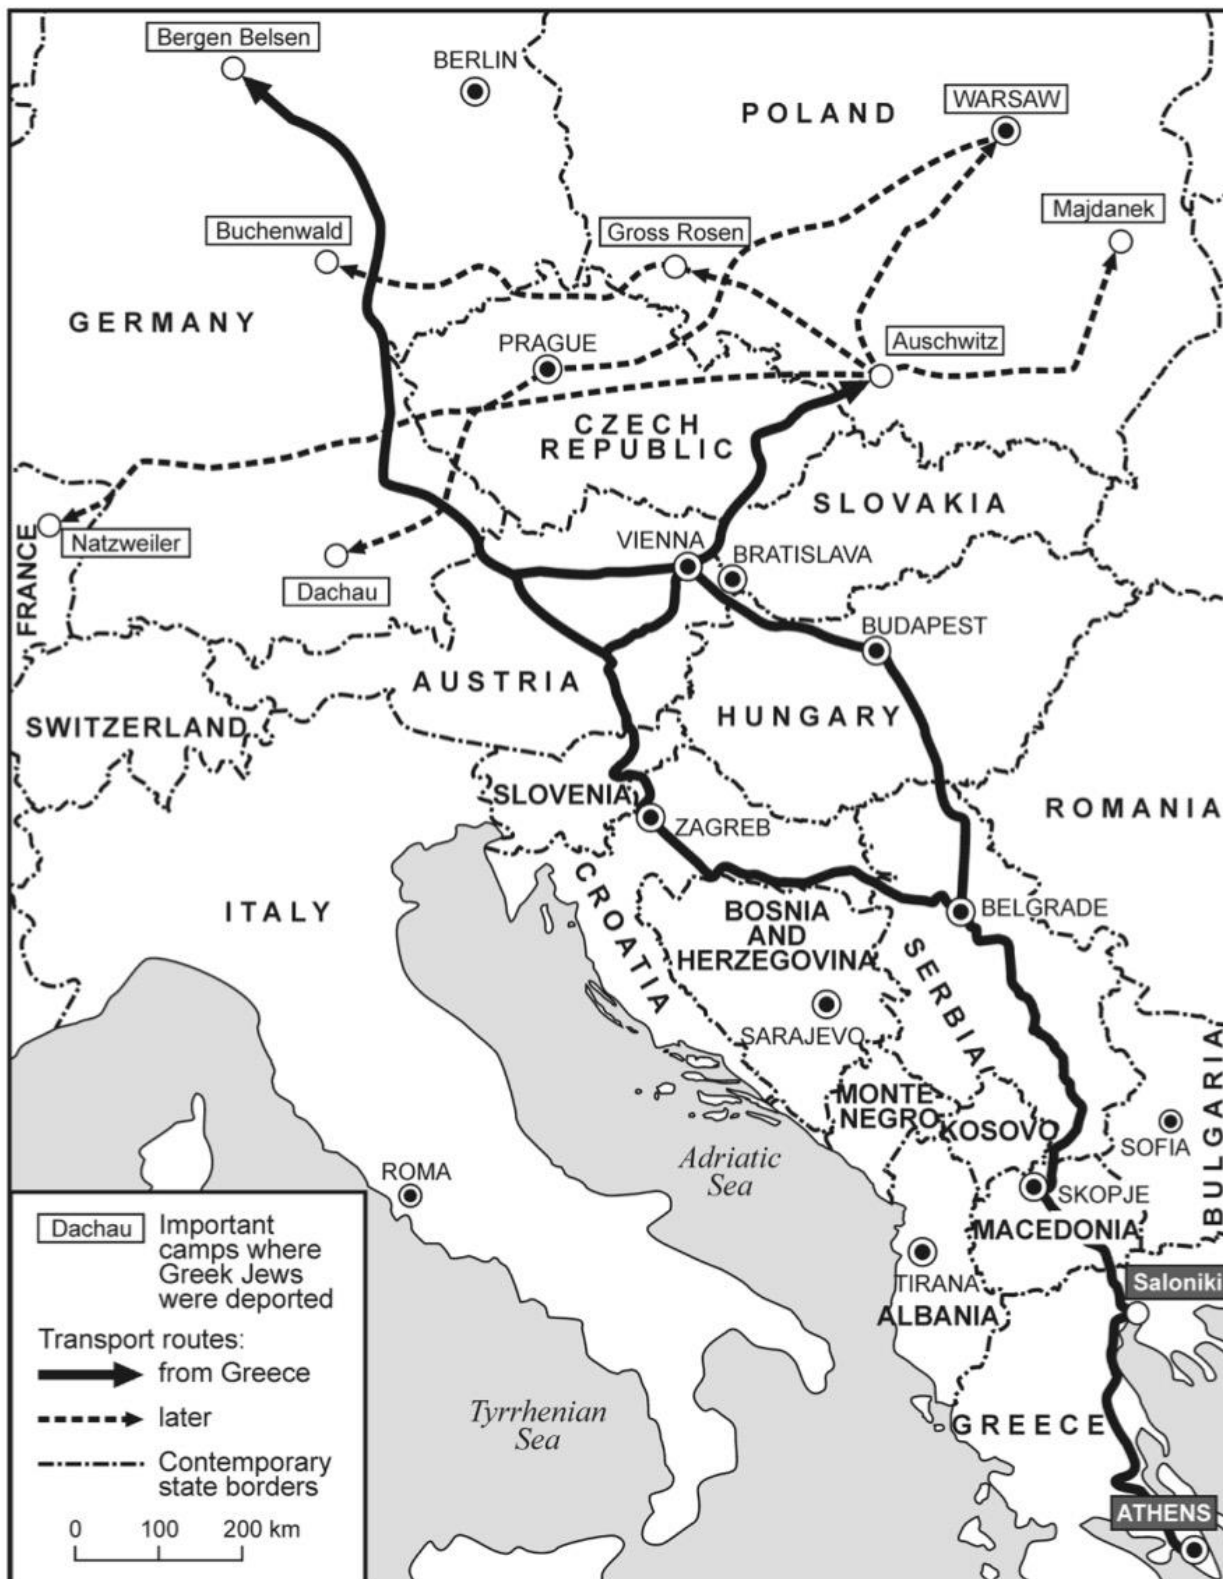 Bergen Belsen
BERLIN
WARSAW
POLAND
Buchenwald
Gross Rosen
Majdanek
GERMANY
PRAGUE
Auschwitz
CZECH
REPUBLIC
SLOVAKIA
FRANCE
Natzweiler
VIENNA
BRATISLAVA
Dachau
BUDAPEST
AUSTRIA
SWITZERLAND
HUNGARY
SLOVENIA
ROMANIA
ZAGREB
CROATIA
ITALY
BOSNIA
AND
HERZEGOVINA
BELGRADE
SERBIA
SARAJEVO
MONTE-
NEGRO
KOSOVO
SOFIA
BULGARIA
Adriatic
Sea
ROMA
SKOPJE
MACEDONIA
TIRANA
ALBANIA
Saloniki
Tyrrhenian
Sea
GREECE
ATHENS
Dachau
Important
camps where
Greek Jews
were deported
Transport routes:
from Greece
later
Contemporary
state borders
0 100 200 km